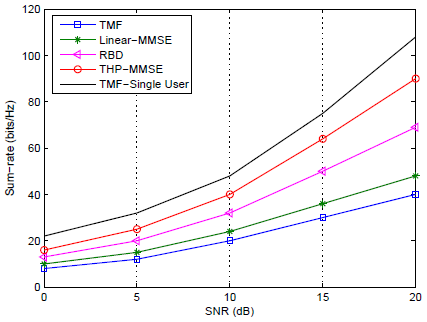 120
100
80
60
40
20
0
Sum-rate (bits/Hz)
TMF
Linear-MMSE
RBD
THP-MMSE
TMF-Single User
0 5 10 15 20
SNR (dB)